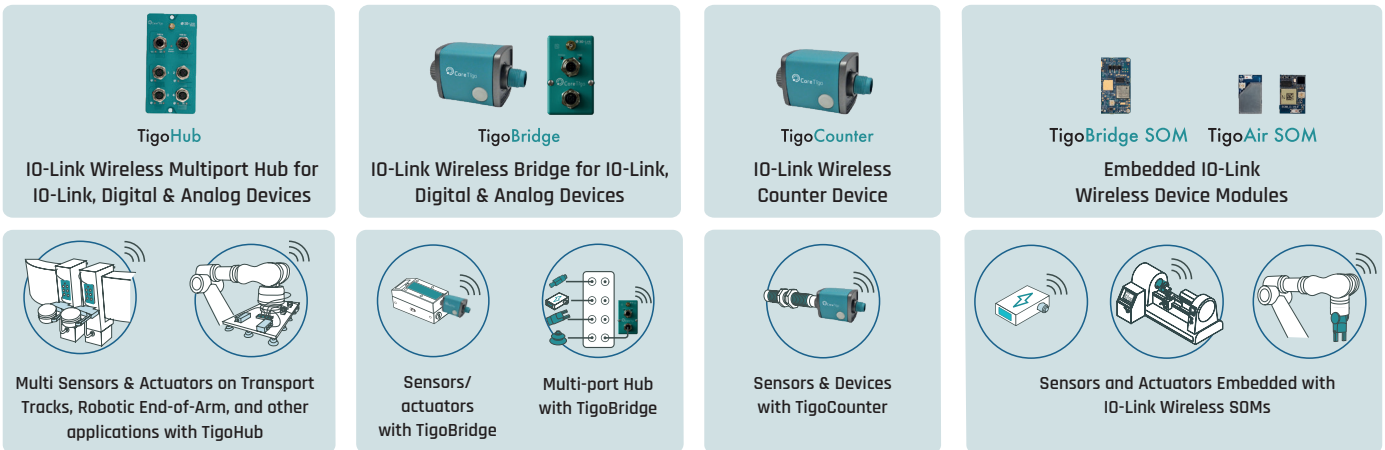 TigoHub
IO-Link Wireless Multiport Hub for
IO-Link, Digital & Analog Devices
CoreTigo
CoreTigo
TigoBridge
IO-Link Wireless Bridge for IO-Link,
Digital & Analog Devices
CoreTigo
TigoCounter
IO-Link Wireless
Counter Device
TigoBridge SOM
TigoAir SOM
Embedded IO-Link
Wireless Device Modules
Multi Sensors & Actuators on Transport
Tracks, Robotic End-of-Arm, and other
applications with TigoHub
Sensors/
actuators
with TigoBridge
Multi-port Hub
with TigoBridge
Sensors & Devices
with TigoCounter
Sensors and Actuators Embedded with
IO-Link Wireless SOMs